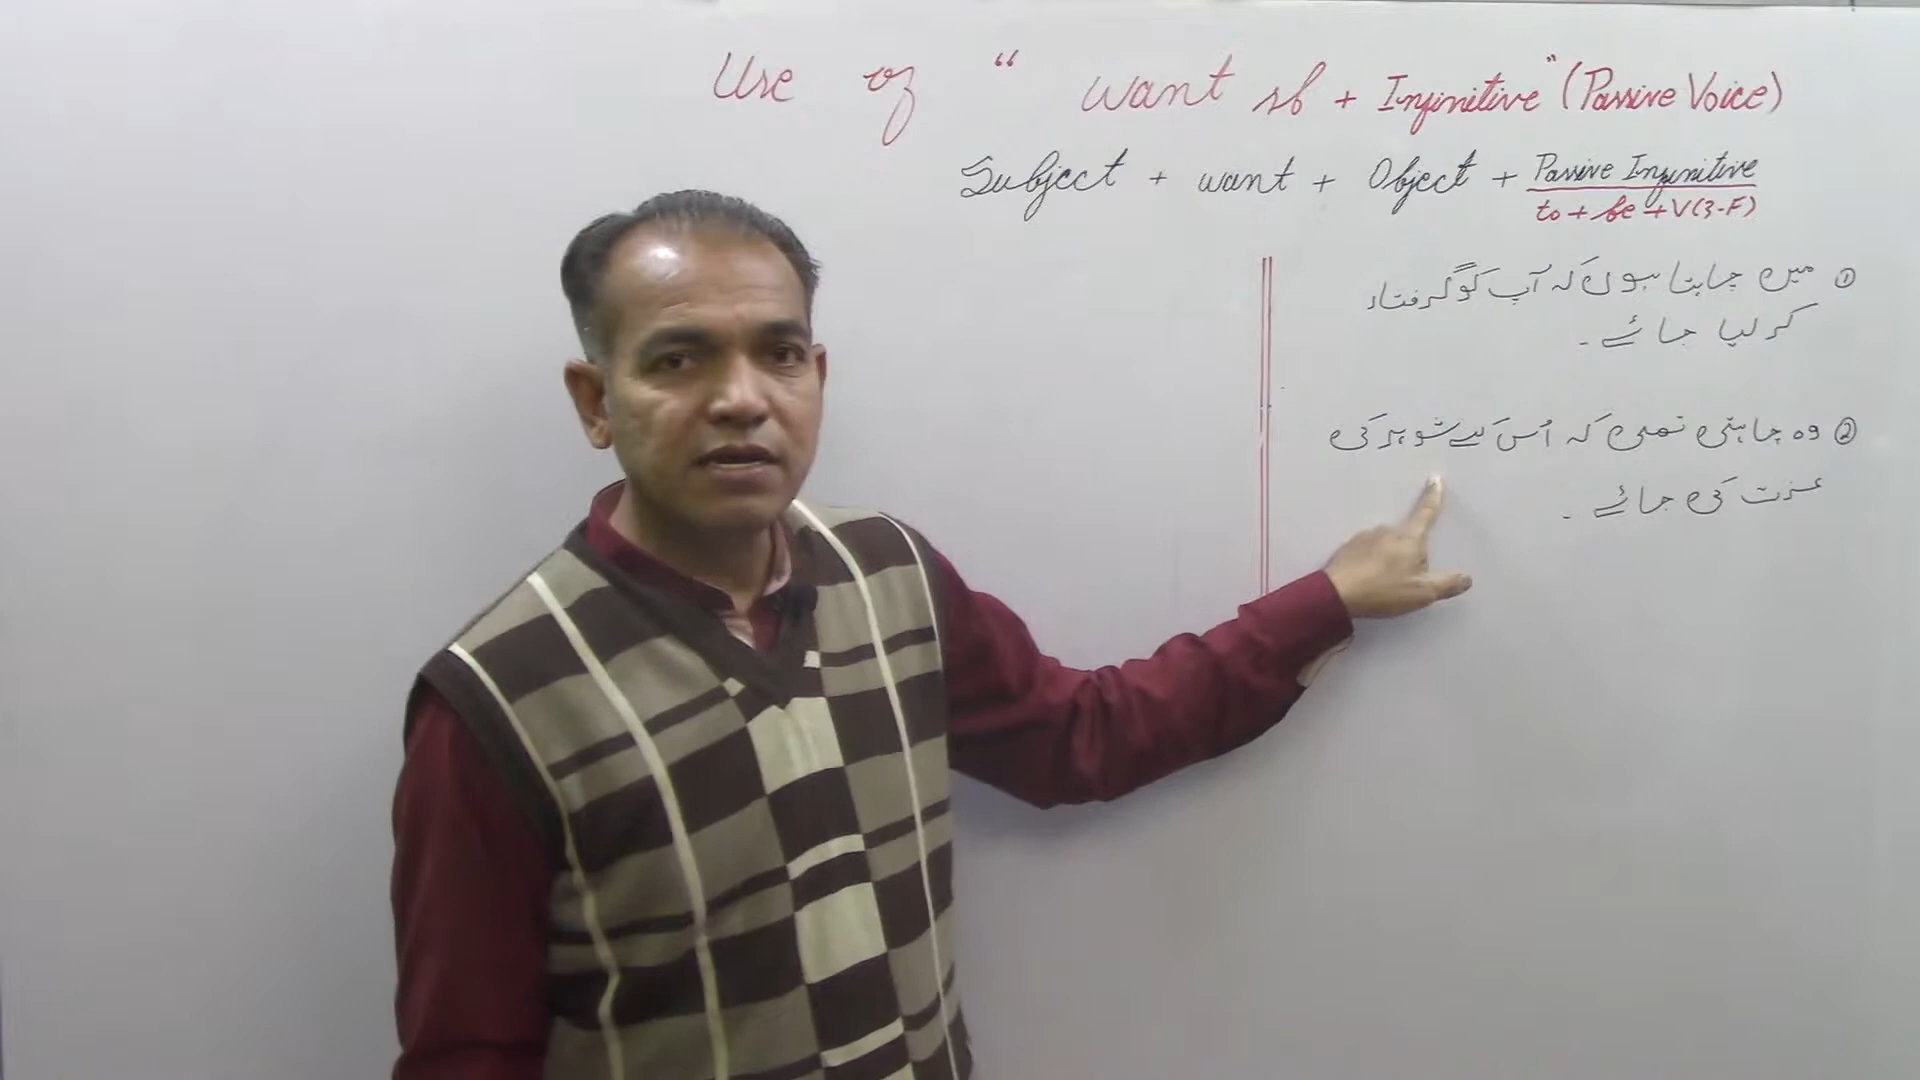 Use of “ want sb + Infinitive” (Passive Voice)
Subject + want + Object + Passive Infinitive
to + be + V(3-F)
① میں چاہتا ہوں کہ آپ کو گرفتار
کر لیا جائے۔
② وہ چاہتی تھی کہ اُس کے شوہر کی
عزت کی جائے۔